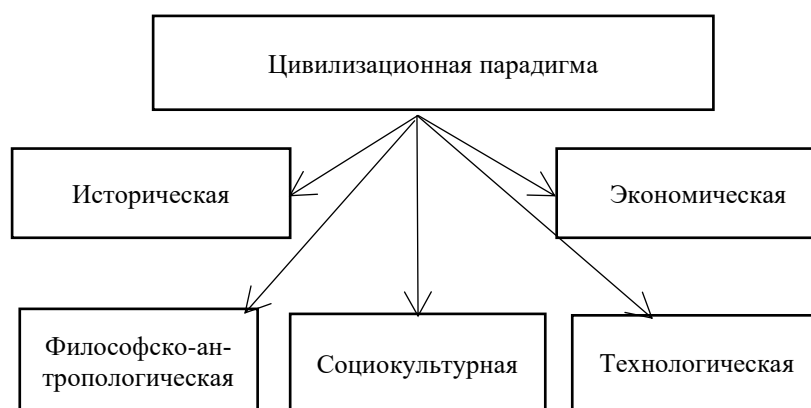 Цивилизационная парадигма
Историческая
Экономическая
Философско-ан-
тропологическая
Социокультурная
Технологическая